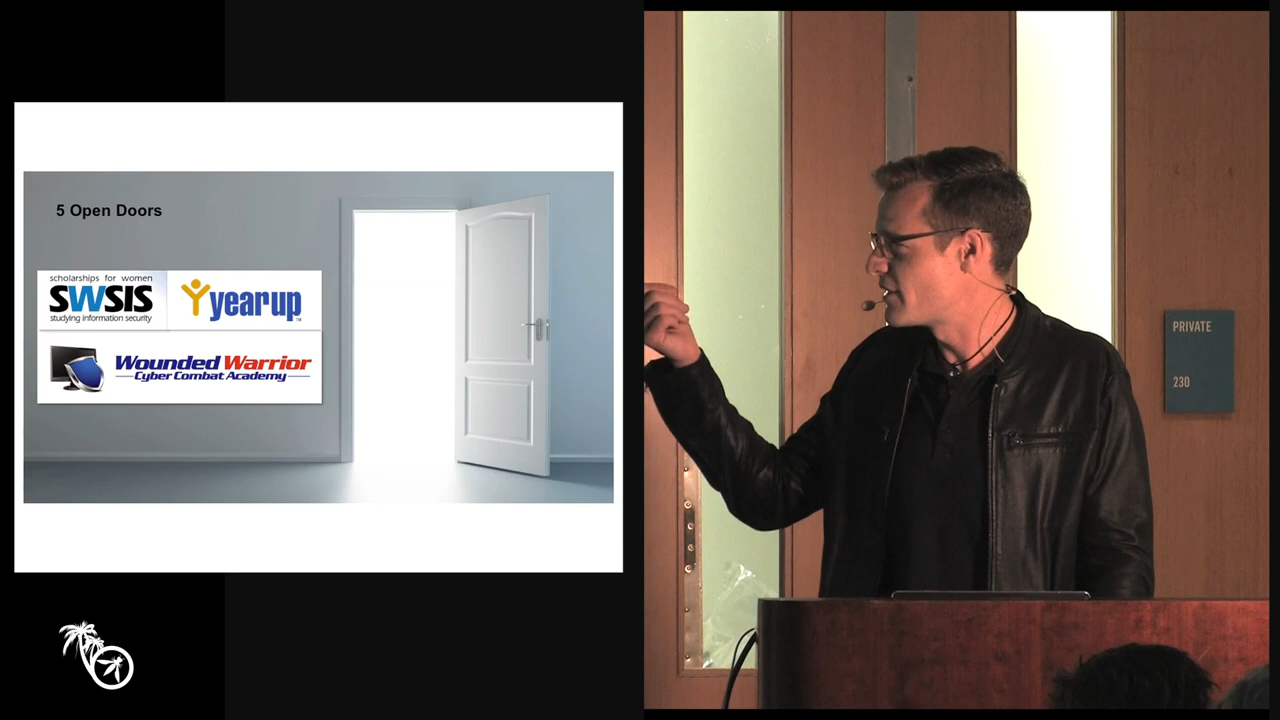 5 Open Doors
scholarships for women
SWSIS
studying information security
year up
TM
Wounded Warrior
Cyber Combat Academy
PRIVATE
230